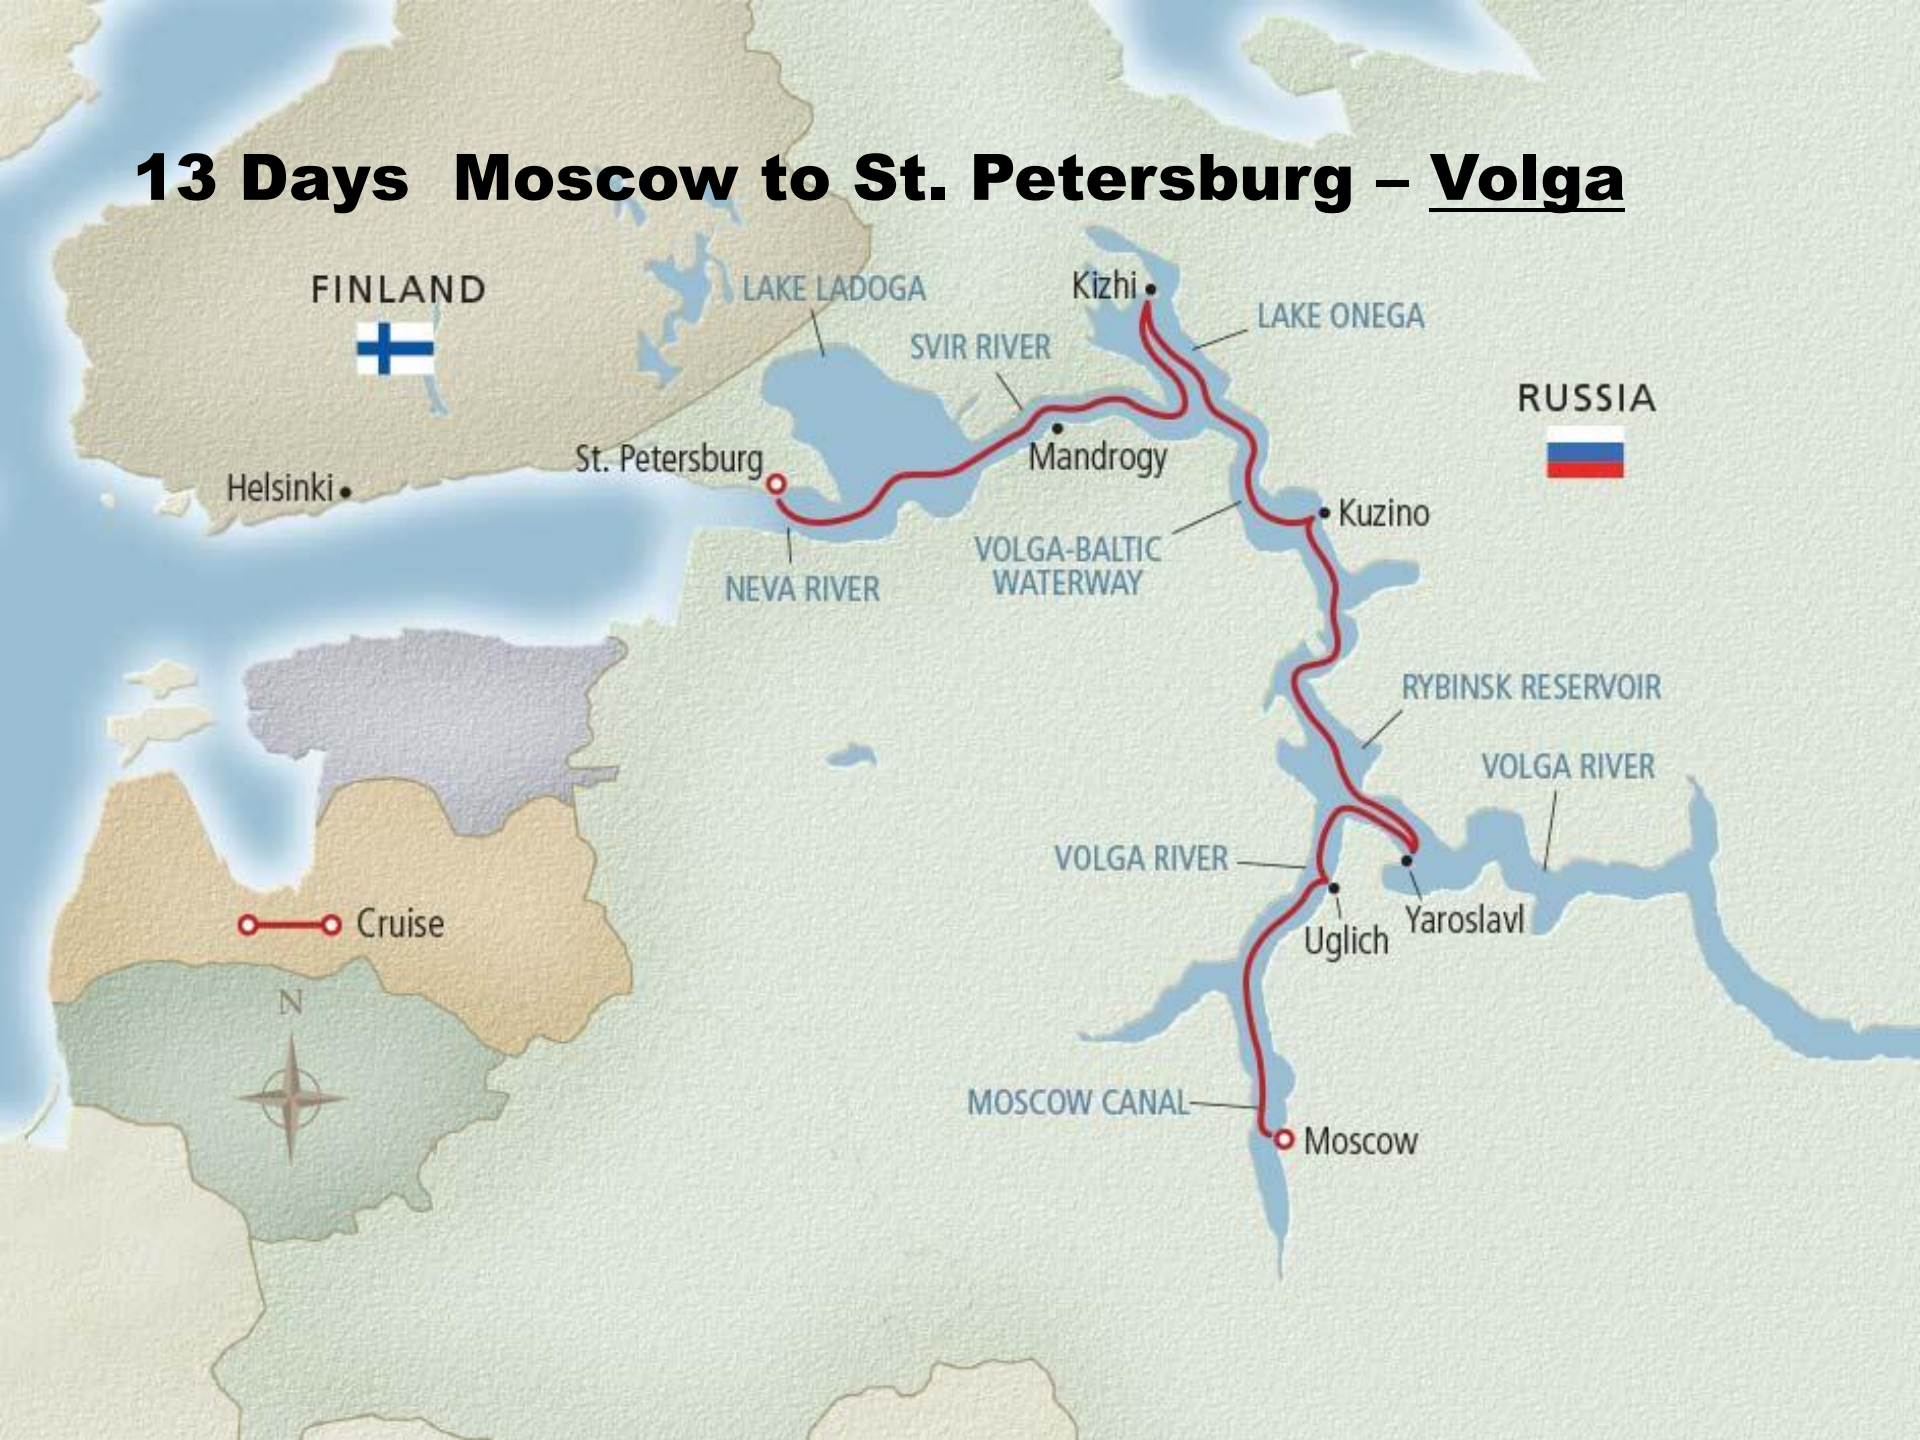 13 Days  Moscow to St. Petersburg – Volga
FINLAND
LAKE LADOGA
Kizhi
LAKE ONEGA
SVIR RIVER
RUSSIA
St. Petersburg
Mandrogy
Helsinki
Kuzino
VOLGA-BALTIC
WATERWAY
NEVA RIVER
RYBINSK RESERVOIR
VOLGA RIVER
VOLGA RIVER
Cruise
Yaroslavl
Uglich
N
MOSCOW CANAL
Moscow